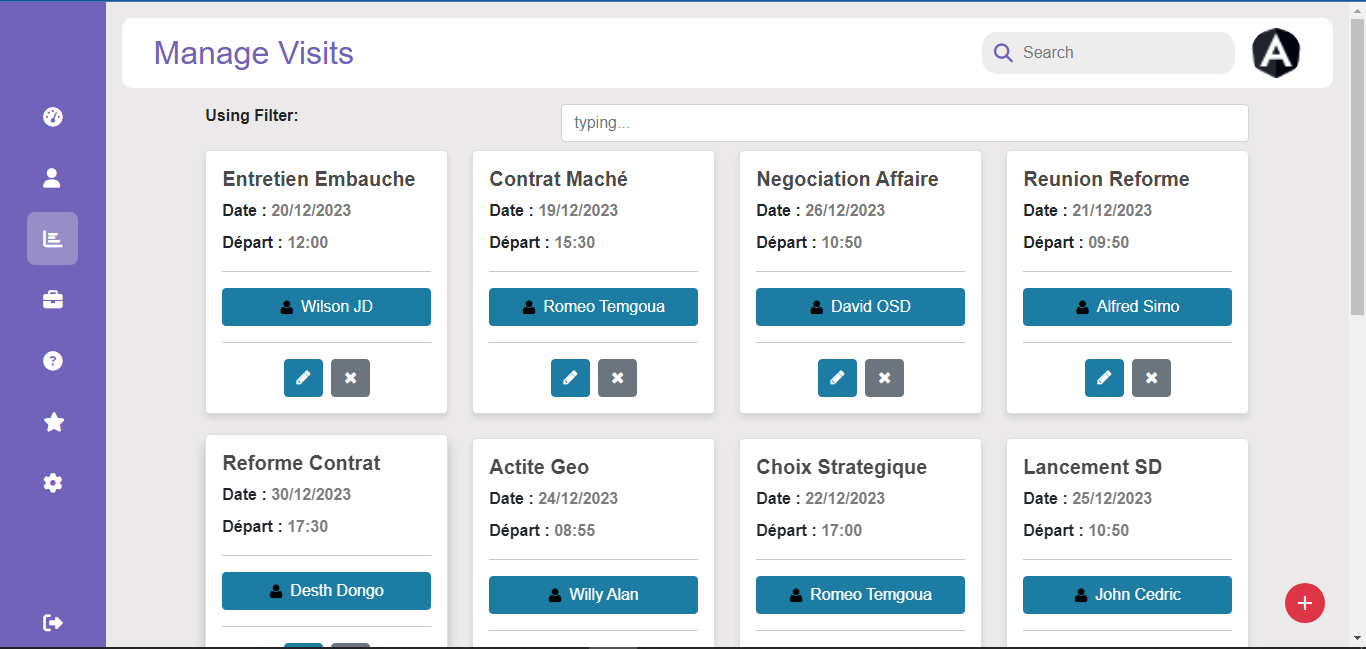 Manage Visits
Search
Using Filter:
typing...
Entretien Embauche
Date : 20/12/2023
Départ : 12:00
Wilson JD
Contrat Maché
Date : 19/12/2023
Départ : 15:30
Romeo Temgoua
Negociation Affaire
Date : 26/12/2023
Départ : 10:50
David OSD
Reunion Reforme
Date : 21/12/2023
Départ : 09:50
Alfred Simo
Reforme Contrat
Date : 30/12/2023
Départ : 17:30
Desth Dongo
Actite Geo
Date : 24/12/2023
Départ : 08:55
Willy Alan
Choix Strategique
Date : 22/12/2023
Départ : 17:00
Romeo Temgoua
Lancement SD
Date : 25/12/2023
Départ : 10:50
John Cedric